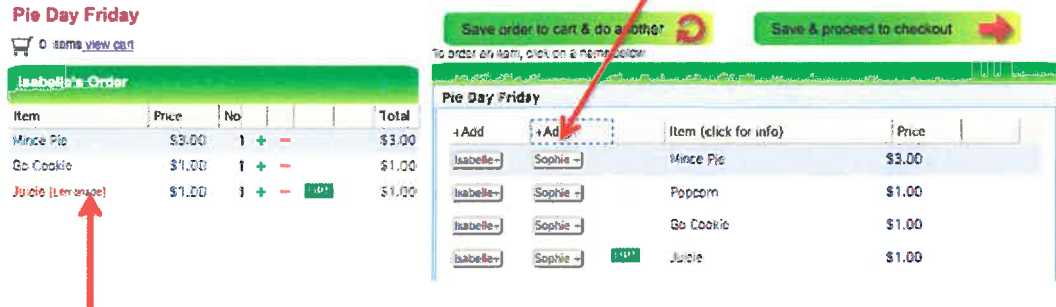 Pie Day Friday
0 items view cart
Isabelle's Order
Item Price No Total
Mince Pie $3.00 1 + - $3.00
Go Cookie $1.00 1 + - $1.00
Juicie (Lemonade) $1.00 1 + - $1.00
Save order to cart & do another
Save & proceed to checkout
To order an item, click on a name below
Pie Day Friday
+Add +Add Item (click for info) Price
Isabelle+ Sophie + Mince Pie $3.00
Isabelle+ Sophie + Popcorn $1.00
Isabelle+ Sophie + Go Cookie $1.00
Isabelle+ Sophie + Juicie $1.00